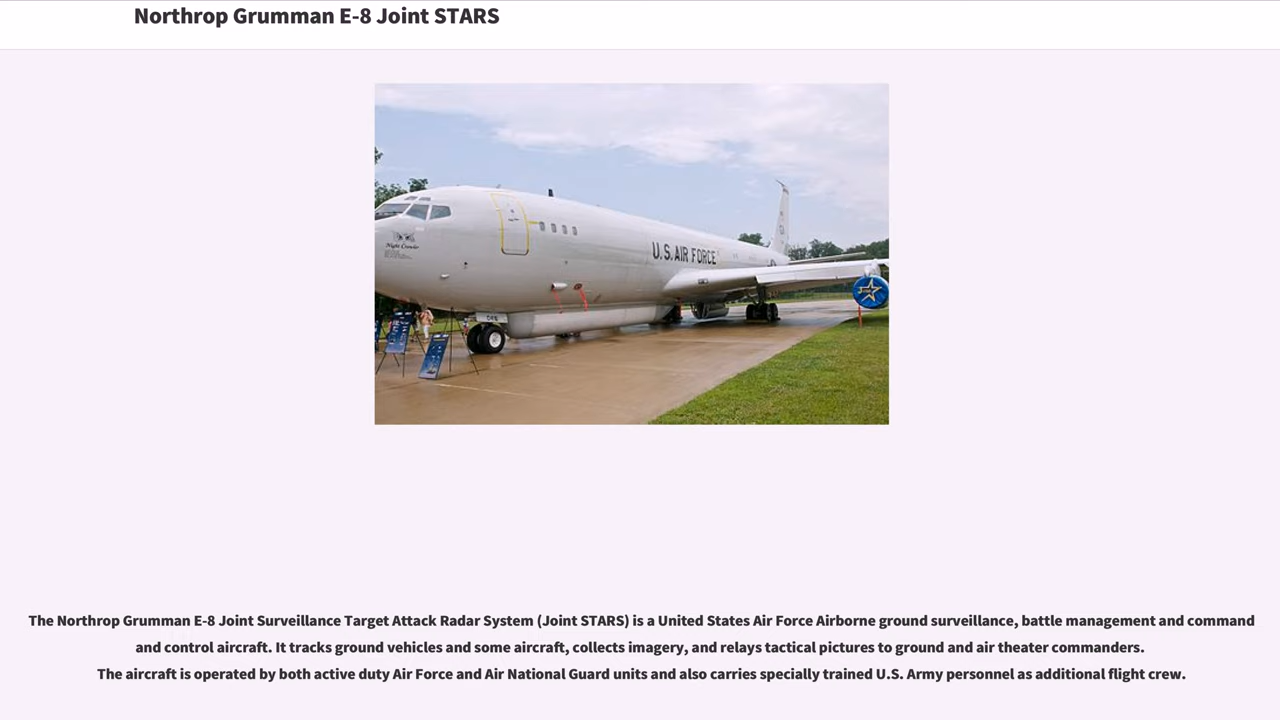 Northrop Grumman E-8 Joint STARS
Night Crawler
U.S. AIR FORCE
The Northrop Grumman E-8 Joint Surveillance Target Attack Radar System (Joint STARS) is a United States Air Force Airborne ground surveillance, battle management and command
and control aircraft. It tracks ground vehicles and some aircraft, collects imagery, and relays tactical pictures to ground and air theater commanders.
The aircraft is operated by both active duty Air Force and Air National Guard units and also carries specially trained U.S. Army personnel as additional flight crew.